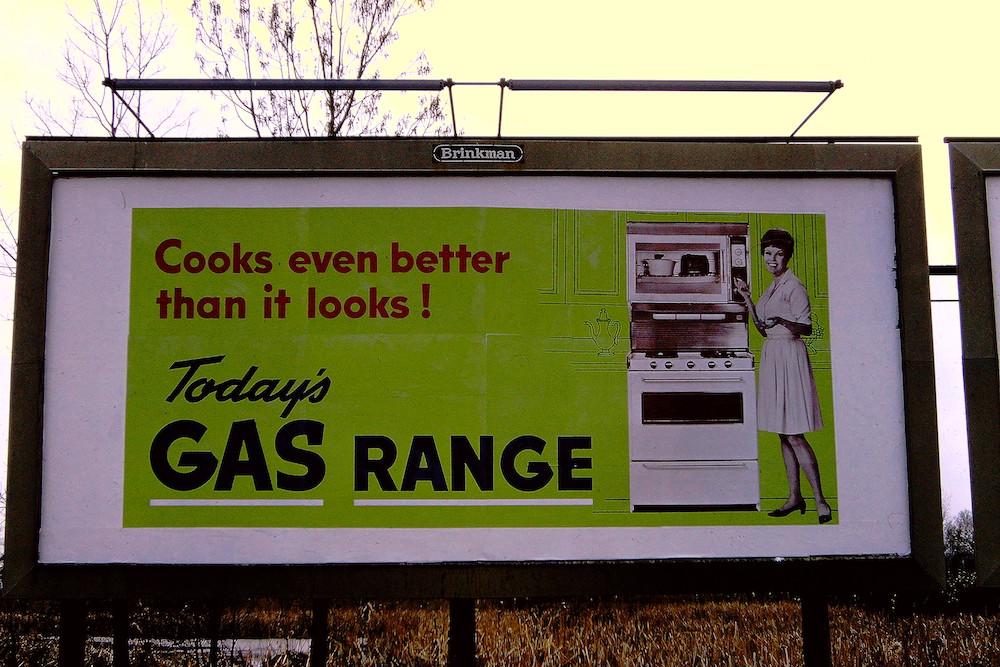 Brinkman
Cooks even better
than it looks!
Today's
GAS RANGE